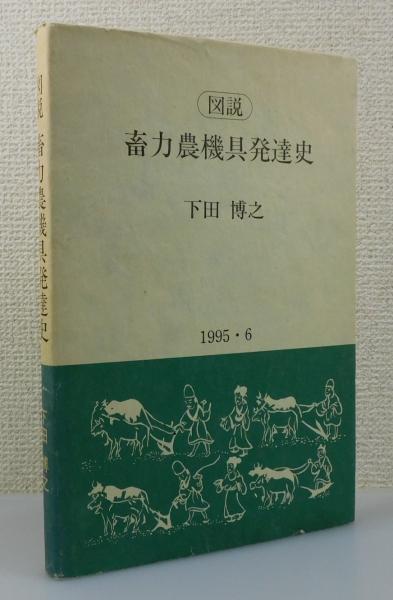 図説
畜力農機具発達史
下田 博之
1995・6
図説 畜力農機具発達史
下田 博之